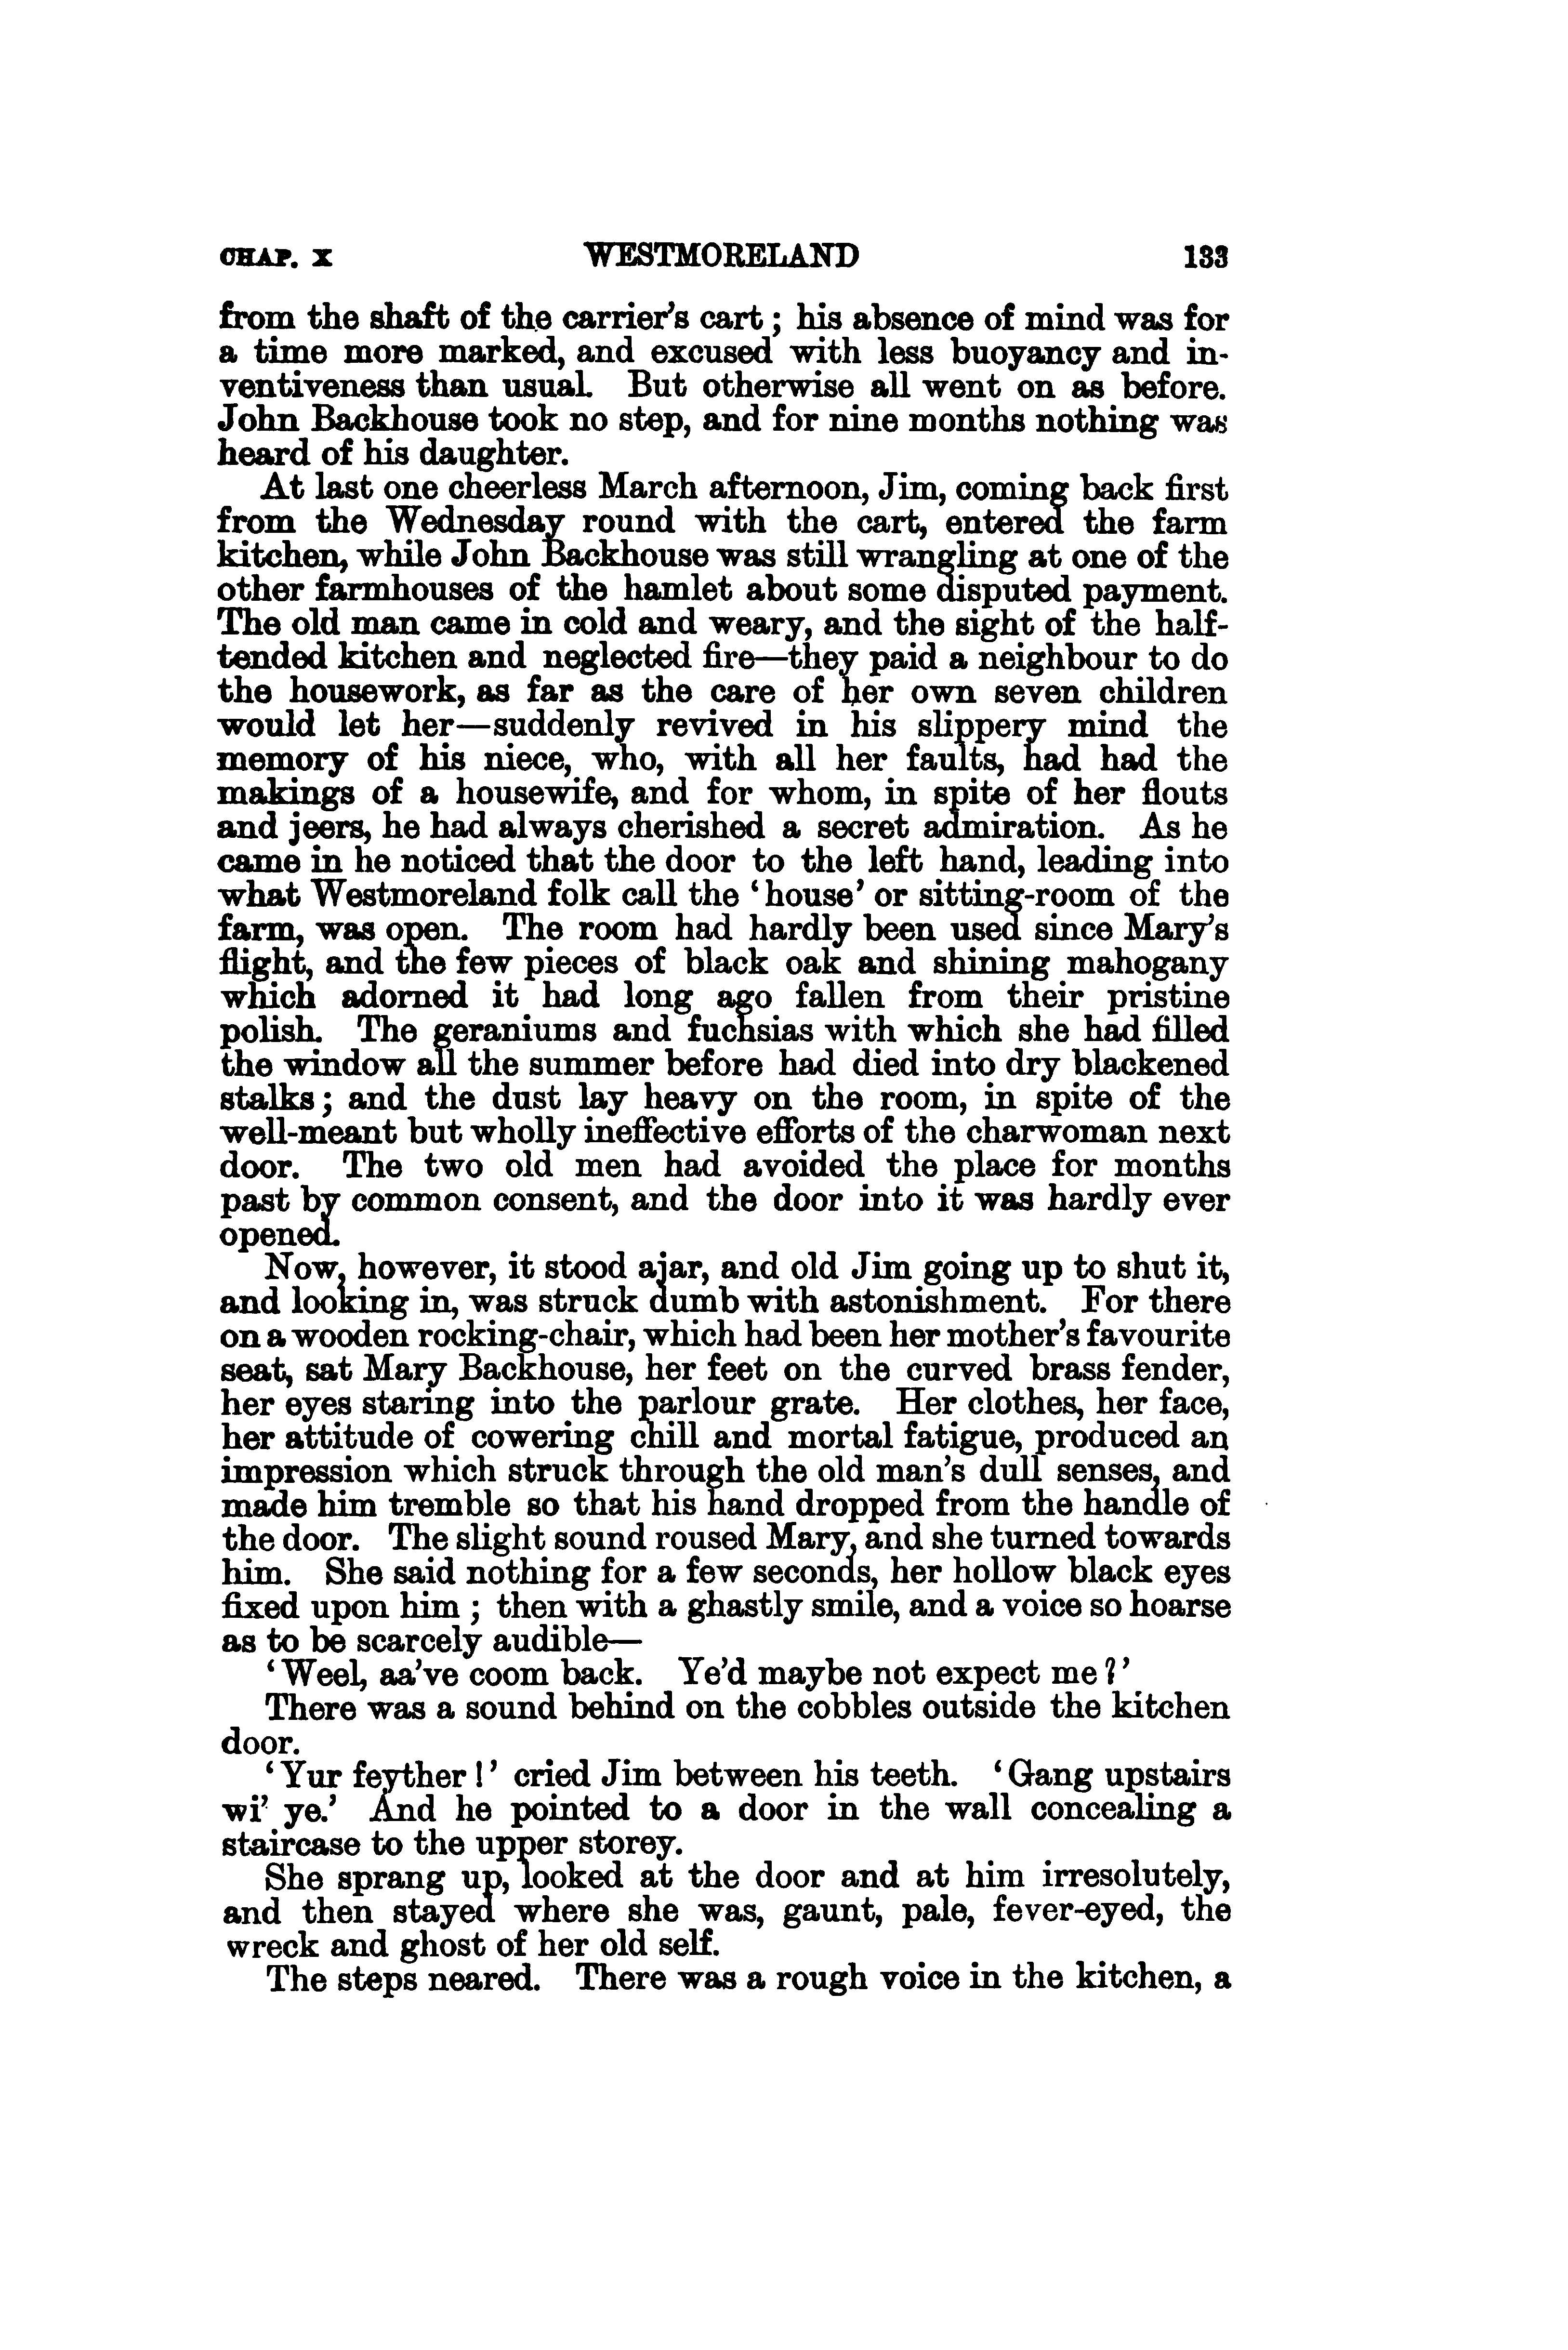 CHAP. X WESTMORELAND 133
from the shaft of the carrier's cart ; his absence of mind was for
a time more marked, and excused with less buoyancy and in-
ventiveness than usual. But otherwise all went on as before.
John Backhouse took no step, and for nine months nothing was
heard of his daughter.
At last one cheerless March afternoon, Jim, coming back first
from the Wednesday round with the cart, entered the farm
kitchen, while John Backhouse was still wrangling at one of the
other farmhouses of the hamlet about some disputed payment.
The old man came in cold and weary, and the sight of the half-
tended kitchen and neglected fire—they paid a neighbour to do
the housework, as far as the care of her own seven children
would let her—suddenly revived in his slippery mind the
memory of his niece, who, with all her faults, had had the
makings of a housewife, and for whom, in spite of her flouts
and jeers, he had always cherished a secret admiration. As he
came in he noticed that the door to the left hand, leading into
what Westmoreland folk call the ‘house’ or sitting-room of the
farm, was open. The room had hardly been used since Mary's
flight, and the few pieces of black oak and shining mahogany
which adorned it had long ago fallen from their pristine
polish. The geraniums and fuchsias with which she had filled
the window all the summer before had died into dry blackened
stalks ; and the dust lay heavy on the room, in spite of the
well-meant but wholly ineffective efforts of the charwoman next
door. The two old men had avoided the place for months
past by common consent, and the door into it was hardly ever
opened.
Now, however, it stood ajar, and old Jim going up to shut it,
and looking in, was struck dumb with astonishment. For there
on a wooden rocking-chair, which had been her mother's favourite
seat, sat Mary Backhouse, her feet on the curved brass fender,
her eyes staring into the parlour grate. Her clothes, her face,
her attitude of cowering chill and mortal fatigue, produced an
impression which struck through the old man's dull senses, and
made him tremble so that his hand dropped from the handle of
the door. The slight sound roused Mary, and she turned towards
him. She said nothing for a few seconds, her hollow black eyes
fixed upon him ; then with a ghastly smile, and a voice so hoarse
as to be scarcely audible—
‘Weel, aa've coom back. Ye'd maybe not expect me ?’
There was a sound behind on the cobbles outside the kitchen
door.
‘Yur feyther !’ cried Jim between his teeth. ‘Gang upstairs
wi' ye.’ And he pointed to a door in the wall concealing a
staircase to the upper storey.
She sprang up, looked at the door and at him irresolutely,
and then stayed where she was, gaunt, pale, fever-eyed, the
wreck and ghost of her old self.
The steps neared. There was a rough voice in the kitchen, a